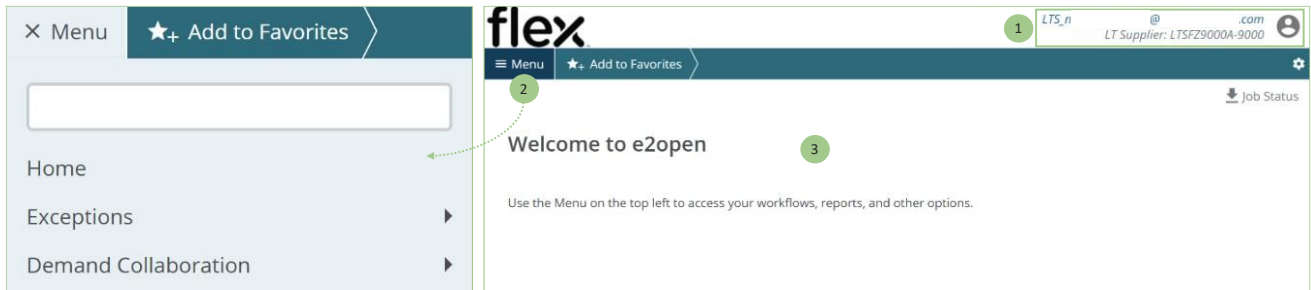 Menu
Add to Favorites
Home
Exceptions
Demand Collaboration
flex
1
LTS_n @ .com
LT Supplier: LTSFZ9000A-9000
Menu
Add to Favorites
2
Job Status
Welcome to e2open
3
Use the Menu on the top left to access your workflows, reports, and other options.